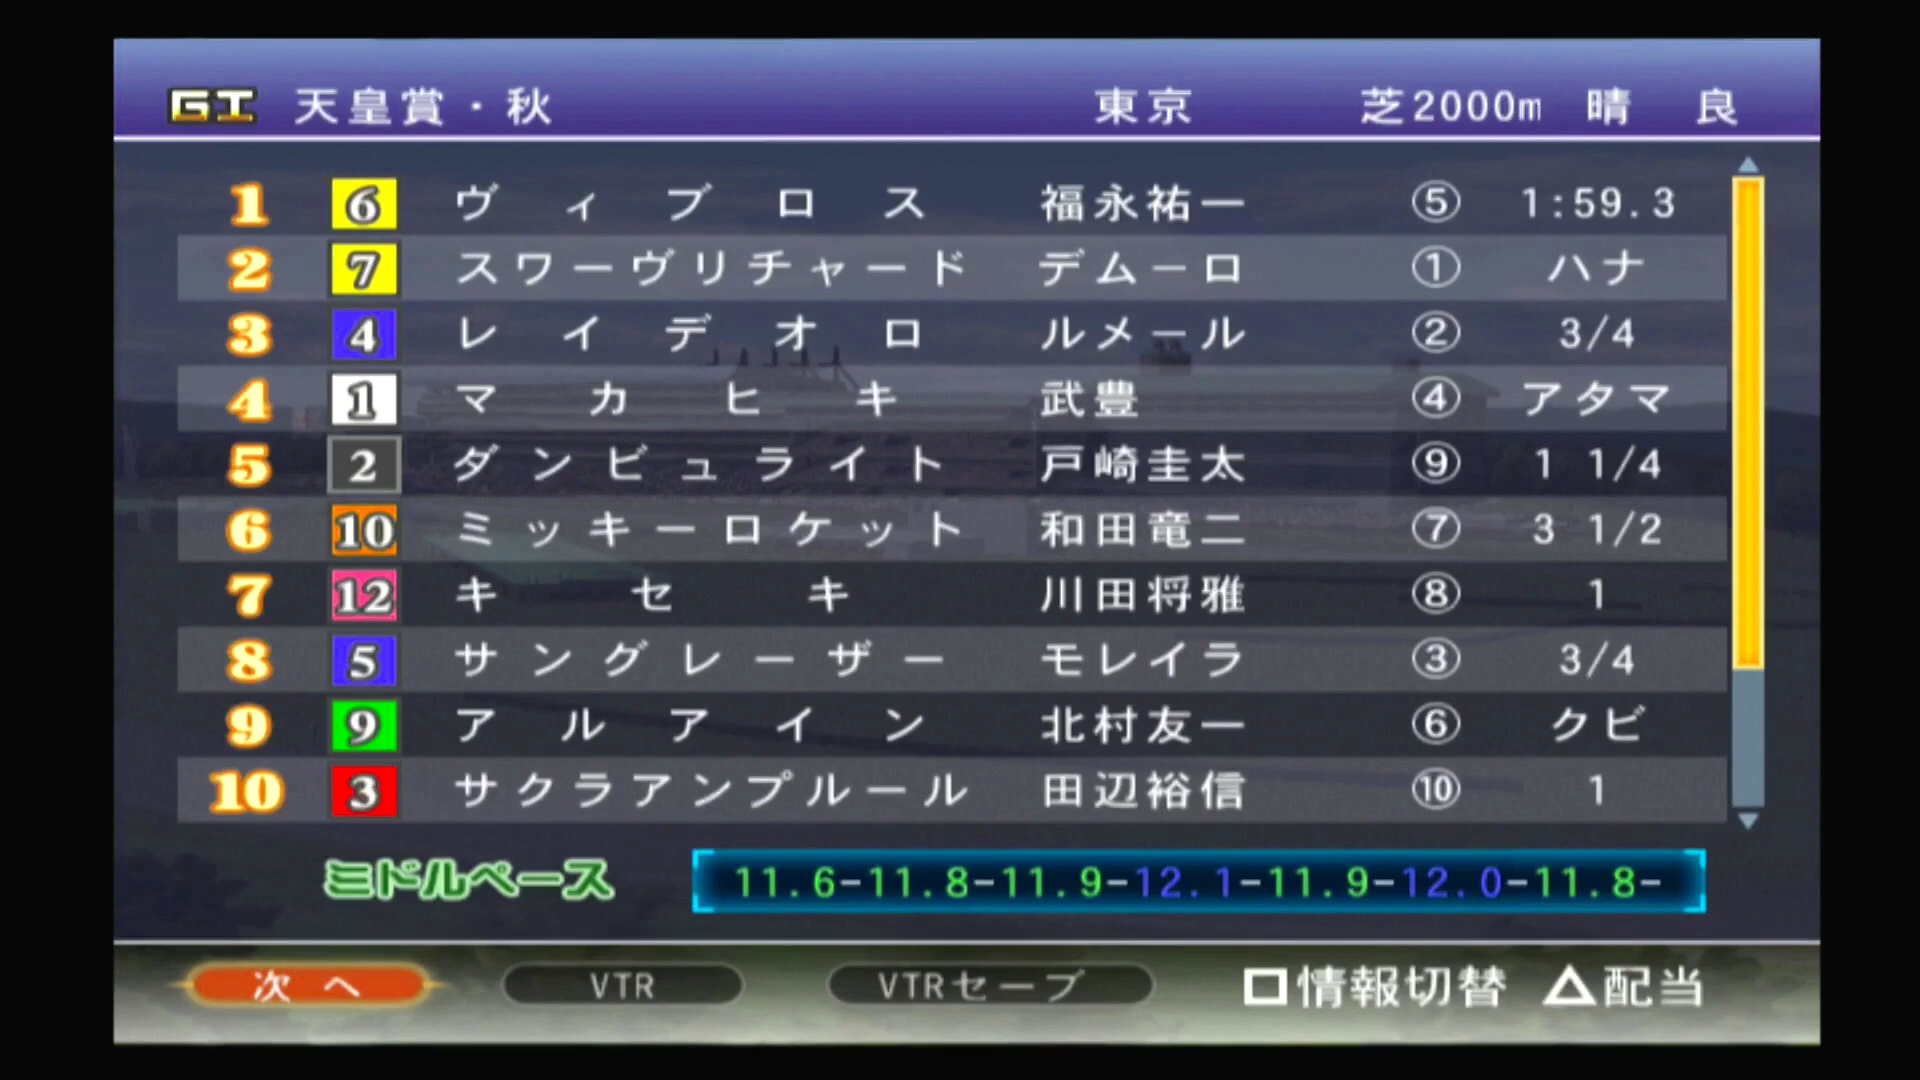 GI 天皇賞・秋 東京 芝2000m 晴 良
1 6 ヴィブロス 福永祐一 ⑤ 1:59.3
2 7 スワーヴリチャード デムーロ ① ハナ
3 4 レイデオロ ルメール ② 3/4
4 1 マカヒキ 武豊 ④ アタマ
5 2 ダンビュライト 戸崎圭太 ⑨ 1 1/4
6 10 ミッキーロケット 和田竜二 ⑦ 3 1/2
7 12 キセキ 川田将雅 ⑧ 1
8 5 サングレーザー モレイラ ③ 3/4
9 9 アルアイン 北村友一 ⑥ クビ
10 3 サクラアンプルール 田辺裕信 ⑩ 1
ミドルペース 11.6-11.8-11.9-12.1-11.9-12.0-11.8-
次へ VTR VTRセーブ □情報切替 △配当